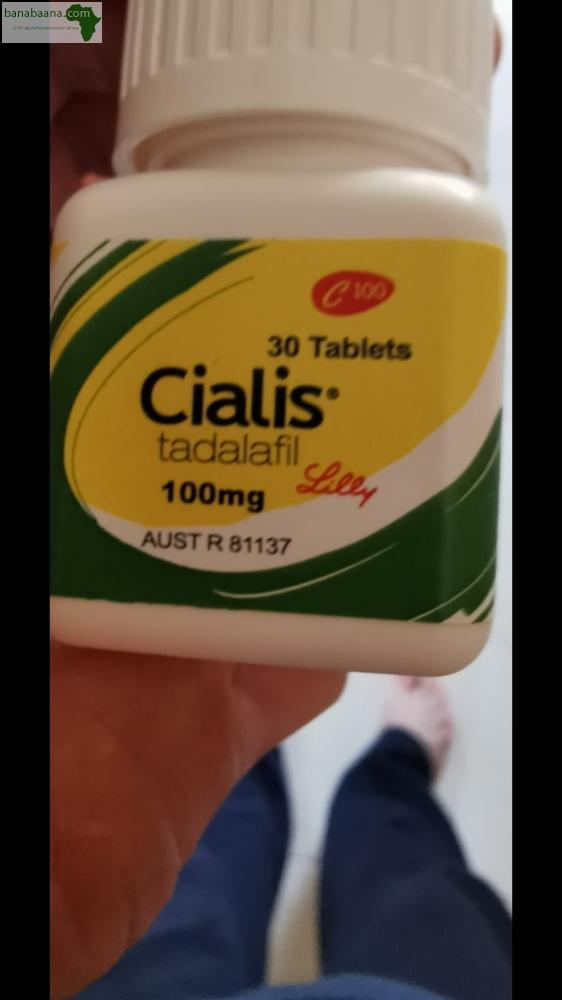 banabaana.com
C 100
30 Tablets
Cialis®
tadalafil
100mg
Lilly
AUST R 81137